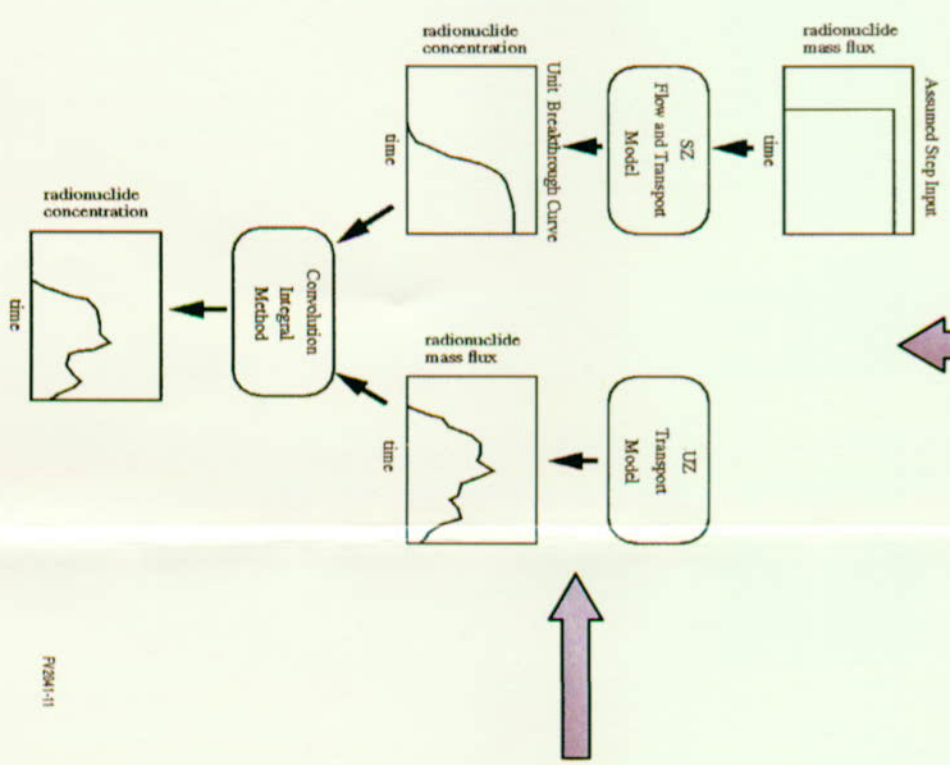 Assumed Step Input
radionuclide
mass flux
time
SZ
Flow and Transport
Model
Unit Breakthrough Curve
radionuclide
concentration
time
UZ
Transport
Model
radionuclide
mass flux
time
Convolution
Integral
Method
radionuclide
concentration
time
FV2041-11